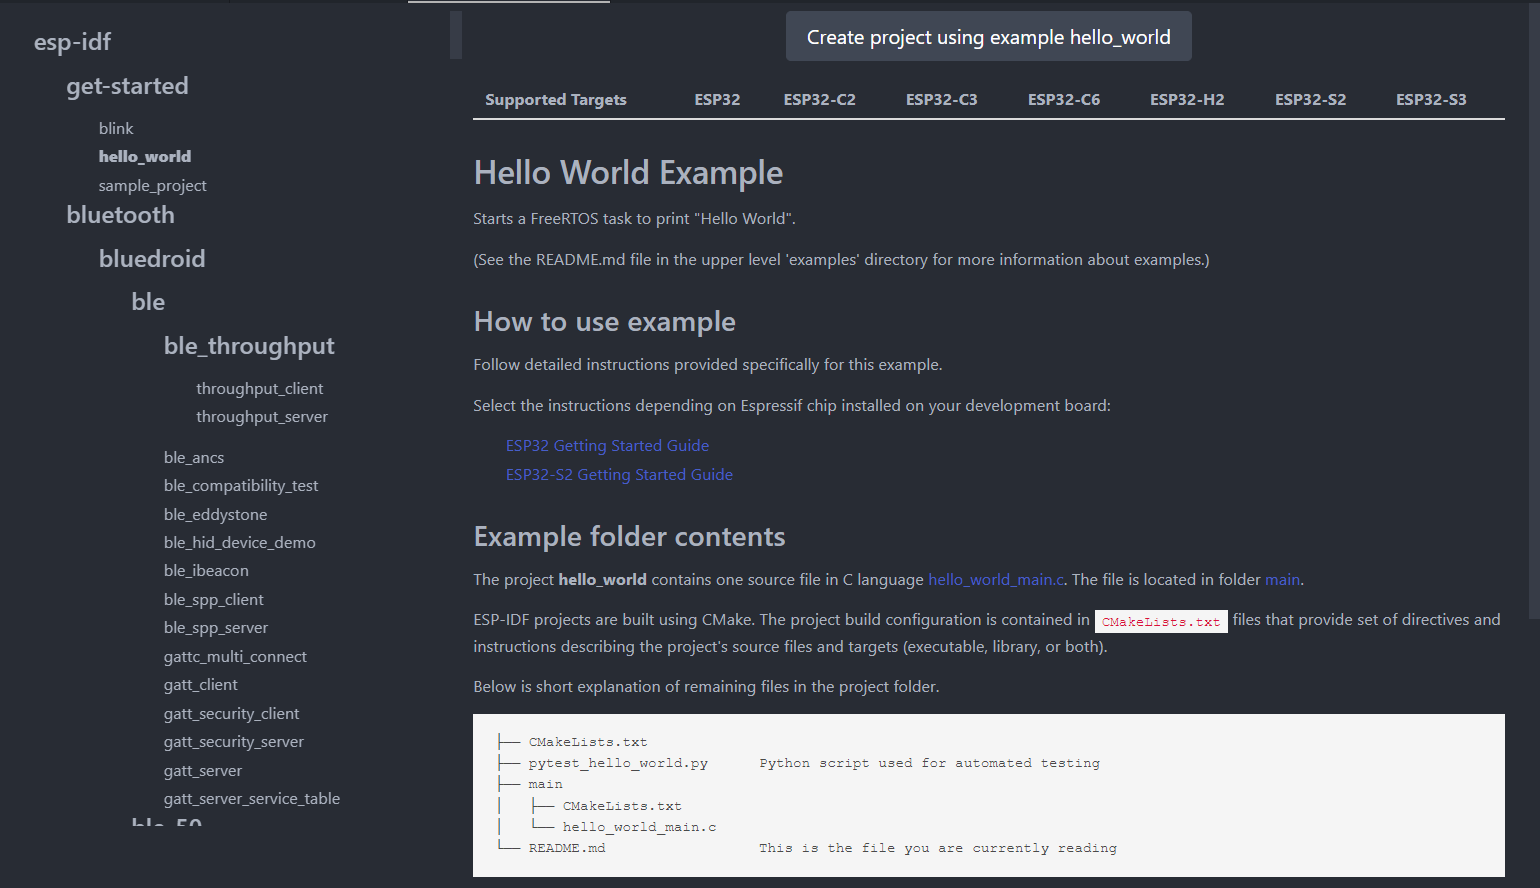 esp-idf
get-started
blink
hello_world
sample_project
bluetooth
bluedroid
ble
ble_throughput
throughput_client
throughput_server
ble_ancs
ble_compatibility_test
ble_eddystone
ble_hid_device_demo
ble_ibeacon
ble_spp_client
ble_spp_server
gattc_multi_connect
gatt_client
gatt_security_client
gatt_security_server
gatt_server
gatt_server_service_table
ble_50
Create project using example hello_world
Supported Targets ESP32 ESP32-C2 ESP32-C3 ESP32-C6 ESP32-H2 ESP32-S2 ESP32-S3
Hello World Example
Starts a FreeRTOS task to print "Hello World".
(See the README.md file in the upper level 'examples' directory for more information about examples.)
How to use example
Follow detailed instructions provided specifically for this example.
Select the instructions depending on Espressif chip installed on your development board:
ESP32 Getting Started Guide
ESP32-S2 Getting Started Guide
Example folder contents
The project hello_world contains one source file in C language hello_world_main.c. The file is located in folder main.
ESP-IDF projects are built using CMake. The project build configuration is contained in CMakeLists.txt files that provide set of directives and
instructions describing the project's source files and targets (executable, library, or both).
Below is short explanation of remaining files in the project folder.
├── CMakeLists.txt
├── pytest_hello_world.py      Python script used for automated testing
├── main
│   ├── CMakeLists.txt
│   └── hello_world_main.c
└── README.md                  This is the file you are currently reading